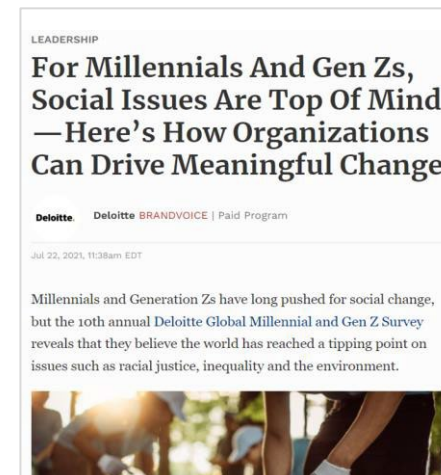 LEADERSHIP
For Millennials And Gen Zs,
Social Issues Are Top Of Mind
—Here’s How Organizations
Can Drive Meaningful Change
Deloitte. Deloitte BRANDVOICE | Paid Program
Jul 22, 2021, 11:38am EDT
Millennials and Generation Zs have long pushed for social change,
but the 10th annual Deloitte Global Millennial and Gen Z Survey
reveals that they believe the world has reached a tipping point on
issues such as racial justice, inequality and the environment.